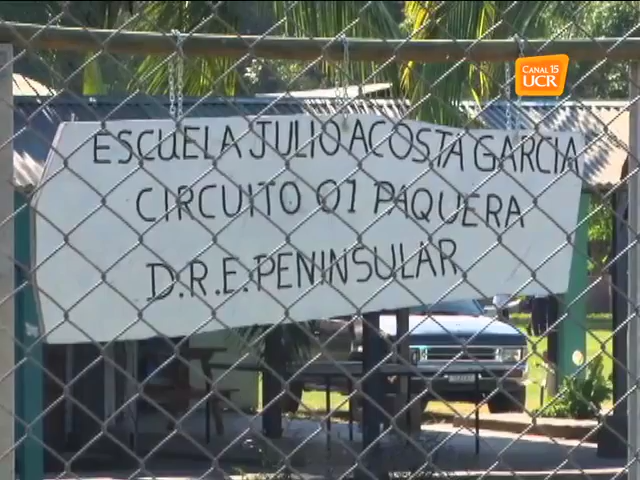 CANAL 15
UCR
ESCUELA JULIO ACOSTA GARCIA
CIRCUITO 01 PAQUERA
D.R.E. PENINSULAR